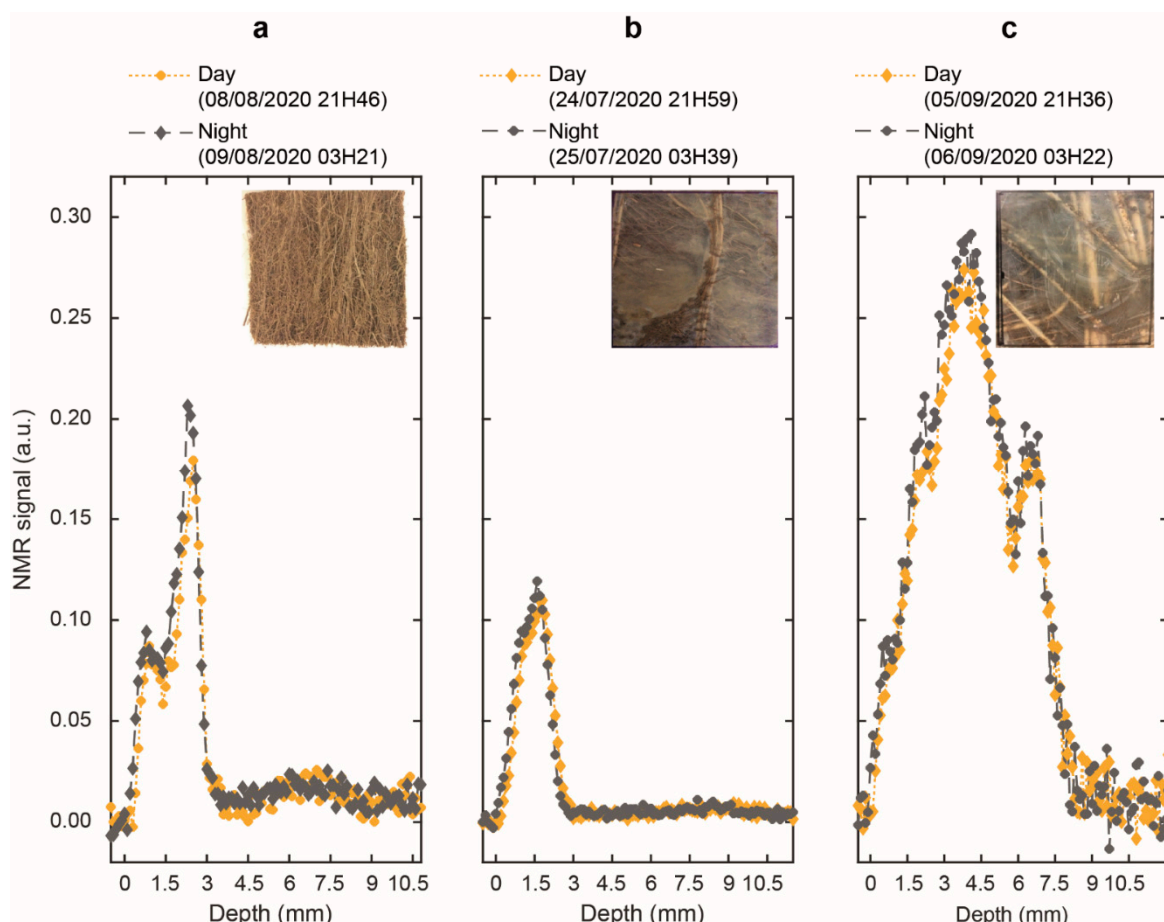 a
Day
(08/08/2020 21H46)
Night
(09/08/2020 03H21)
b
Day
(24/07/2020 21H59)
Night
(25/07/2020 03H39)
c
Day
(05/09/2020 21H36)
Night
(06/09/2020 03H22)
NMR signal (a.u.)
0.30
0.25
0.20
0.15
0.10
0.05
0.00
0 1.5 3 4.5 6 7.5 9 10.5
Depth (mm)
0 1.5 3 4.5 6 7.5 9 10.5
Depth (mm)
0 1.5 3 4.5 6 7.5 9 10.5
Depth (mm)